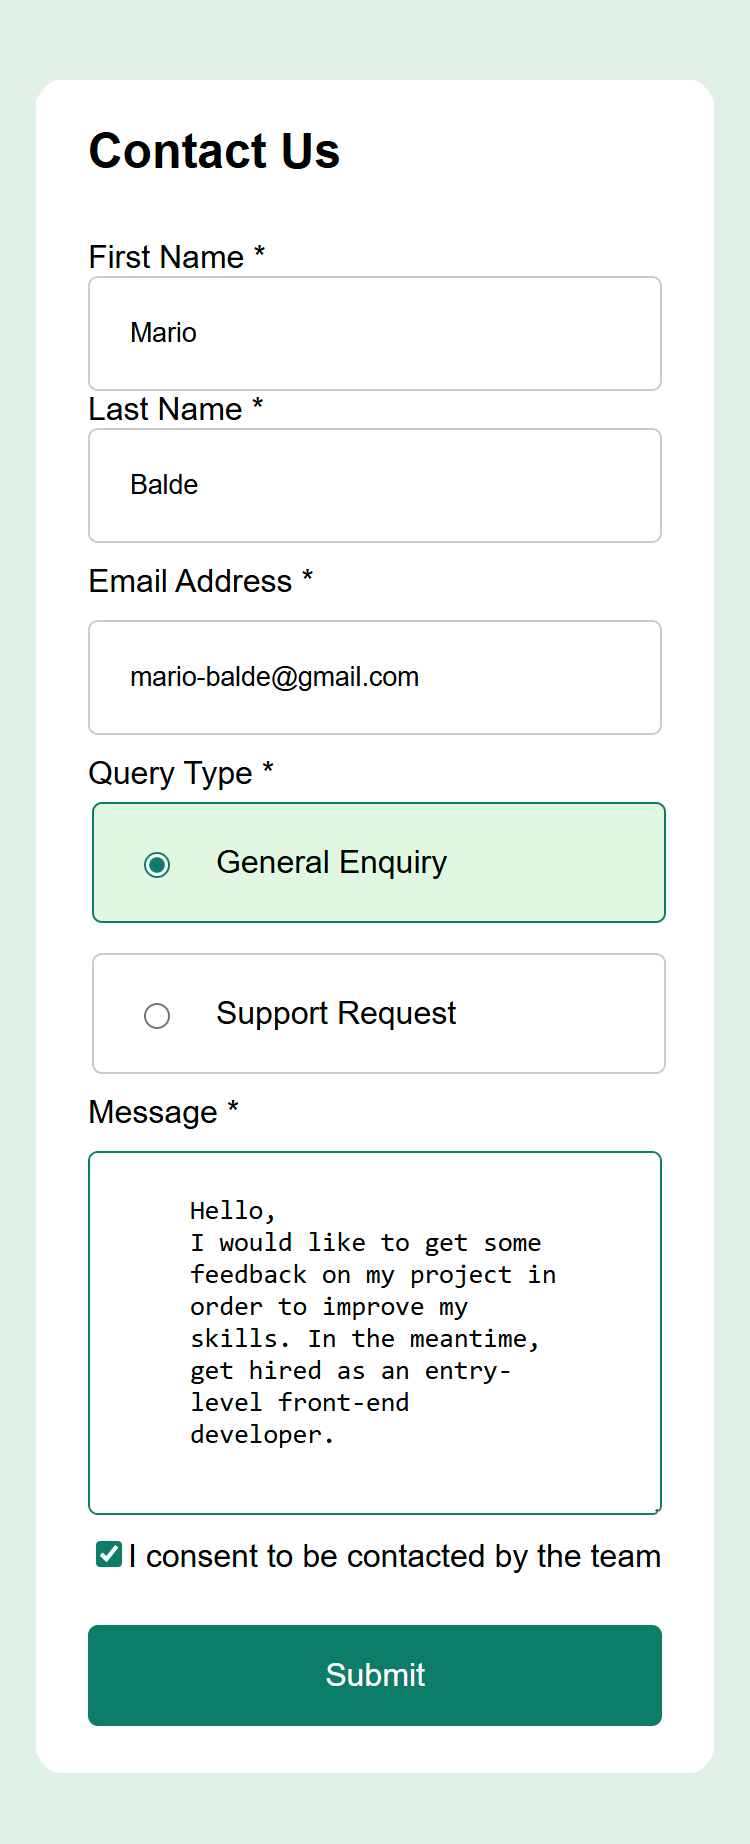 Contact Us
First Name *
Mario
Last Name *
Balde
Email Address *
mario-balde@gmail.com
Query Type *
General Enquiry
Support Request
Message *
Hello,
I would like to get some
feedback on my project in
order to improve my
skills. In the meantime,
get hired as an entry-
level front-end
developer.
I consent to be contacted by the team
Submit